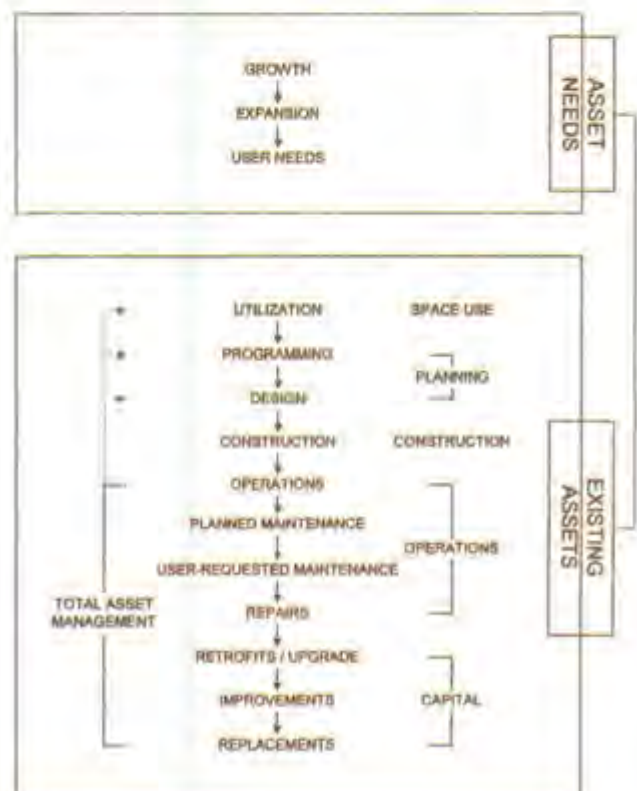 GROWTH
EXPANSION
USER NEEDS
ASSET
NEEDS
UTILIZATION
SPACE USE
PROGRAMMING
PLANNING
DESIGN
CONSTRUCTION
CONSTRUCTION
OPERATIONS
PLANNED MAINTENANCE
OPERATIONS
USER-REQUESTED MAINTENANCE
REPAIRS
TOTAL ASSET
MANAGEMENT
RETROFITS / UPGRADE
IMPROVEMENTS
CAPITAL
REPLACEMENTS
EXISTING
ASSETS